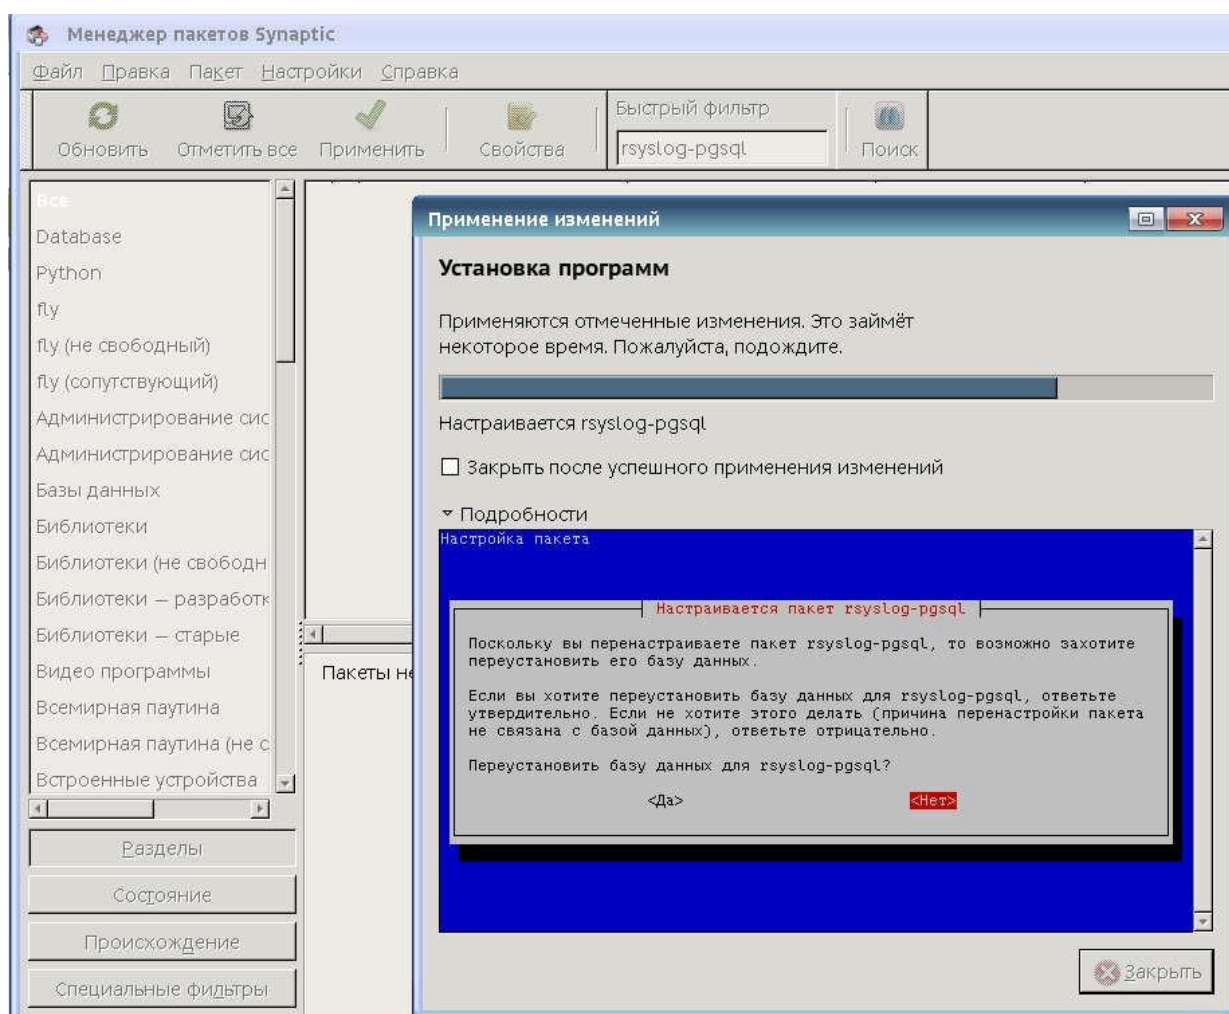 Менеджер пакетов Synaptic
Файл Правка Пакет Настройки Справка
Обновить
Отметить все
Применить
Свойства
Быстрый фильтр
rsyslog-pgsql
Поиск
Все
Database
Python
fly
fly (не свободный)
fly (сопутствующий)
Администрирование сис
Администрирование сис
Базы данных
Библиотеки
Библиотеки (не свободн
Библиотеки — разработк
Библиотеки — старые
Видео программы
Всемирная паутина
Всемирная паутина (не с
Встроенные устройства
Разделы
Состояние
Происхождение
Специальные фильтры
Пакеты не
Применение изменений
Установка программ
Применяются отмеченные изменения. Это займёт
некоторое время. Пожалуйста, подождите.
Настраивается rsyslog-pgsql
Закрыть после успешного применения изменений
Подробности
Настройка пакета
Настраивается пакет rsyslog-pgsql
Поскольку вы перенастраиваете пакет rsyslog-pgsql, то возможно захотите
переустановить его базу данных.
Если вы хотите переустановить базу данных для rsyslog-pgsql, ответьте
утвердительно. Если не хотите этого делать (причина перенастройки пакета
не связана с базой данных), ответьте отрицательно.
Переустановить базу данных для rsyslog-pgsql?
<Да> <Нет>
Закрыть